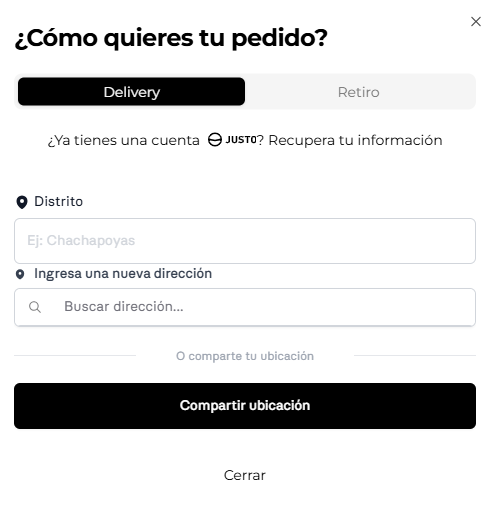 ¿Cómo quieres tu pedido?
Delivery
Retiro
¿Ya tienes una cuenta JUSTO? Recupera tu información
Distrito
Ej: Chachapoyas
Ingresa una nueva dirección
Buscar dirección...
O comparte tu ubicación
Compartir ubicación
Cerrar